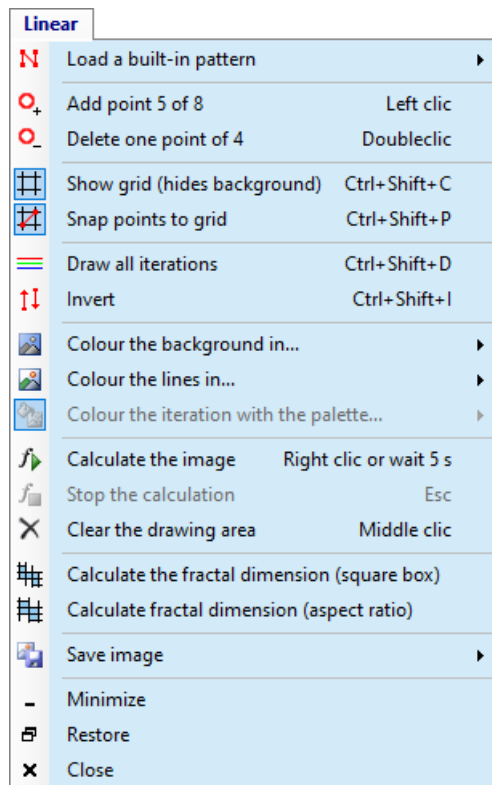 Linear
Load a built-in pattern
Add point 5 of 8 Left clic
Delete one point of 4 Doubleclic
Show grid (hides background) Ctrl+Shift+C
Snap points to grid Ctrl+Shift+P
Draw all iterations Ctrl+Shift+D
Invert Ctrl+Shift+I
Colour the background in...
Colour the lines in...
Colour the iteration with the palette...
Calculate the image Right clic or wait 5 s
Stop the calculation Esc
Clear the drawing area Middle clic
Calculate the fractal dimension (square box)
Calculate fractal dimension (aspect ratio)
Save image
Minimize
Restore
Close